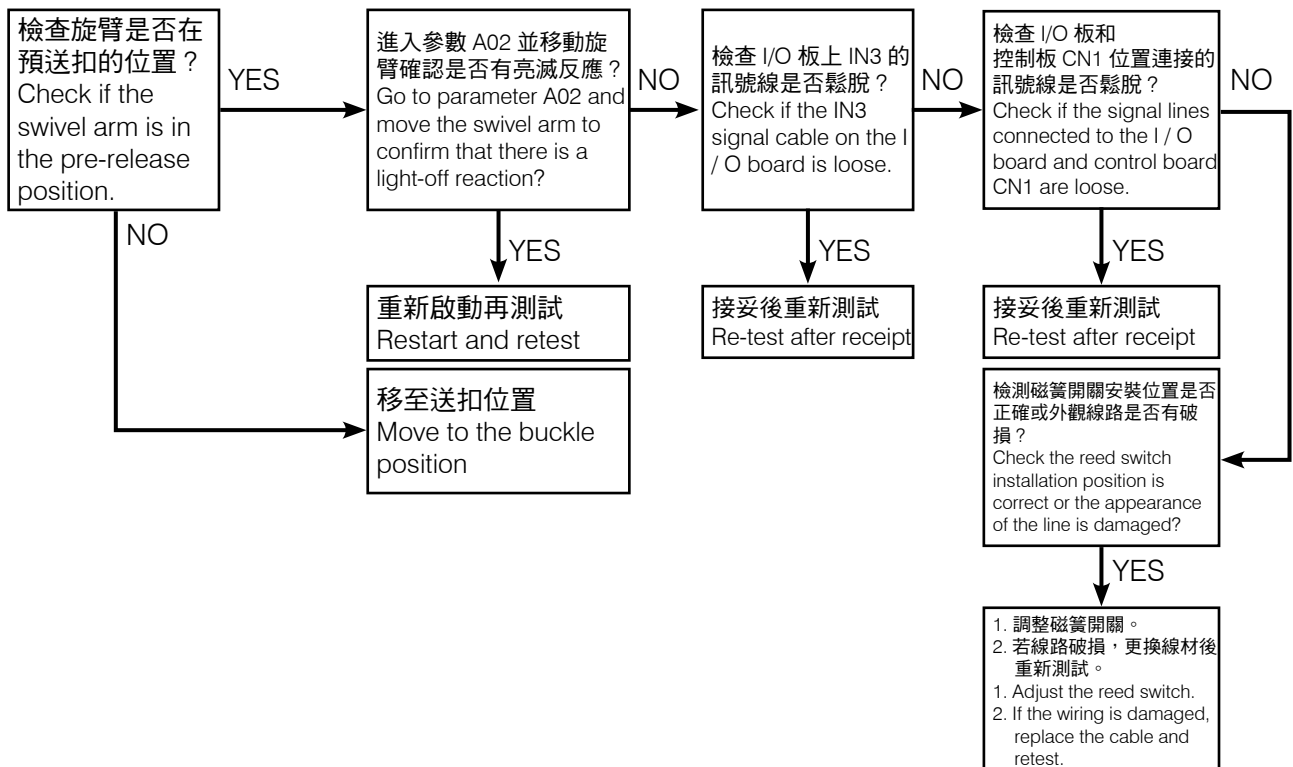 檢查旋臂是否在
預送扣的位置？
Check if the
swivel arm is in
the pre-release
position.
YES
NO
進入參數 A02 並移動旋
臂確認是否有亮滅反應？
Go to parameter A02 and
move the swivel arm to
confirm that there is a
light-off reaction?
NO
YES
重新啟動再測試
Restart and retest
移至送扣位置
Move to the buckle
position
檢查 I/O 板上 IN3 的
訊號線是否鬆脫？
Check if the IN3
signal cable on the I
/ O board is loose.
NO
YES
接妥後重新測試
Re-test after receipt
檢查 I/O 板和
控制板 CN1 位置連接的
訊號線是否鬆脫？
Check if the signal lines
connected to the I / O
board and control board
CN1 are loose.
NO
YES
接妥後重新測試
Re-test after receipt
檢測磁簧開關安裝位置是否
正確或外觀線路是否有破
損？
Check the reed switch
installation position is
correct or the appearance
of the line is damaged?
YES
1. 調整磁簧開關。
2. 若線路破損，更換線材後
重新測試。
1. Adjust the reed switch.
2. If the wiring is damaged,
replace the cable and
retest.